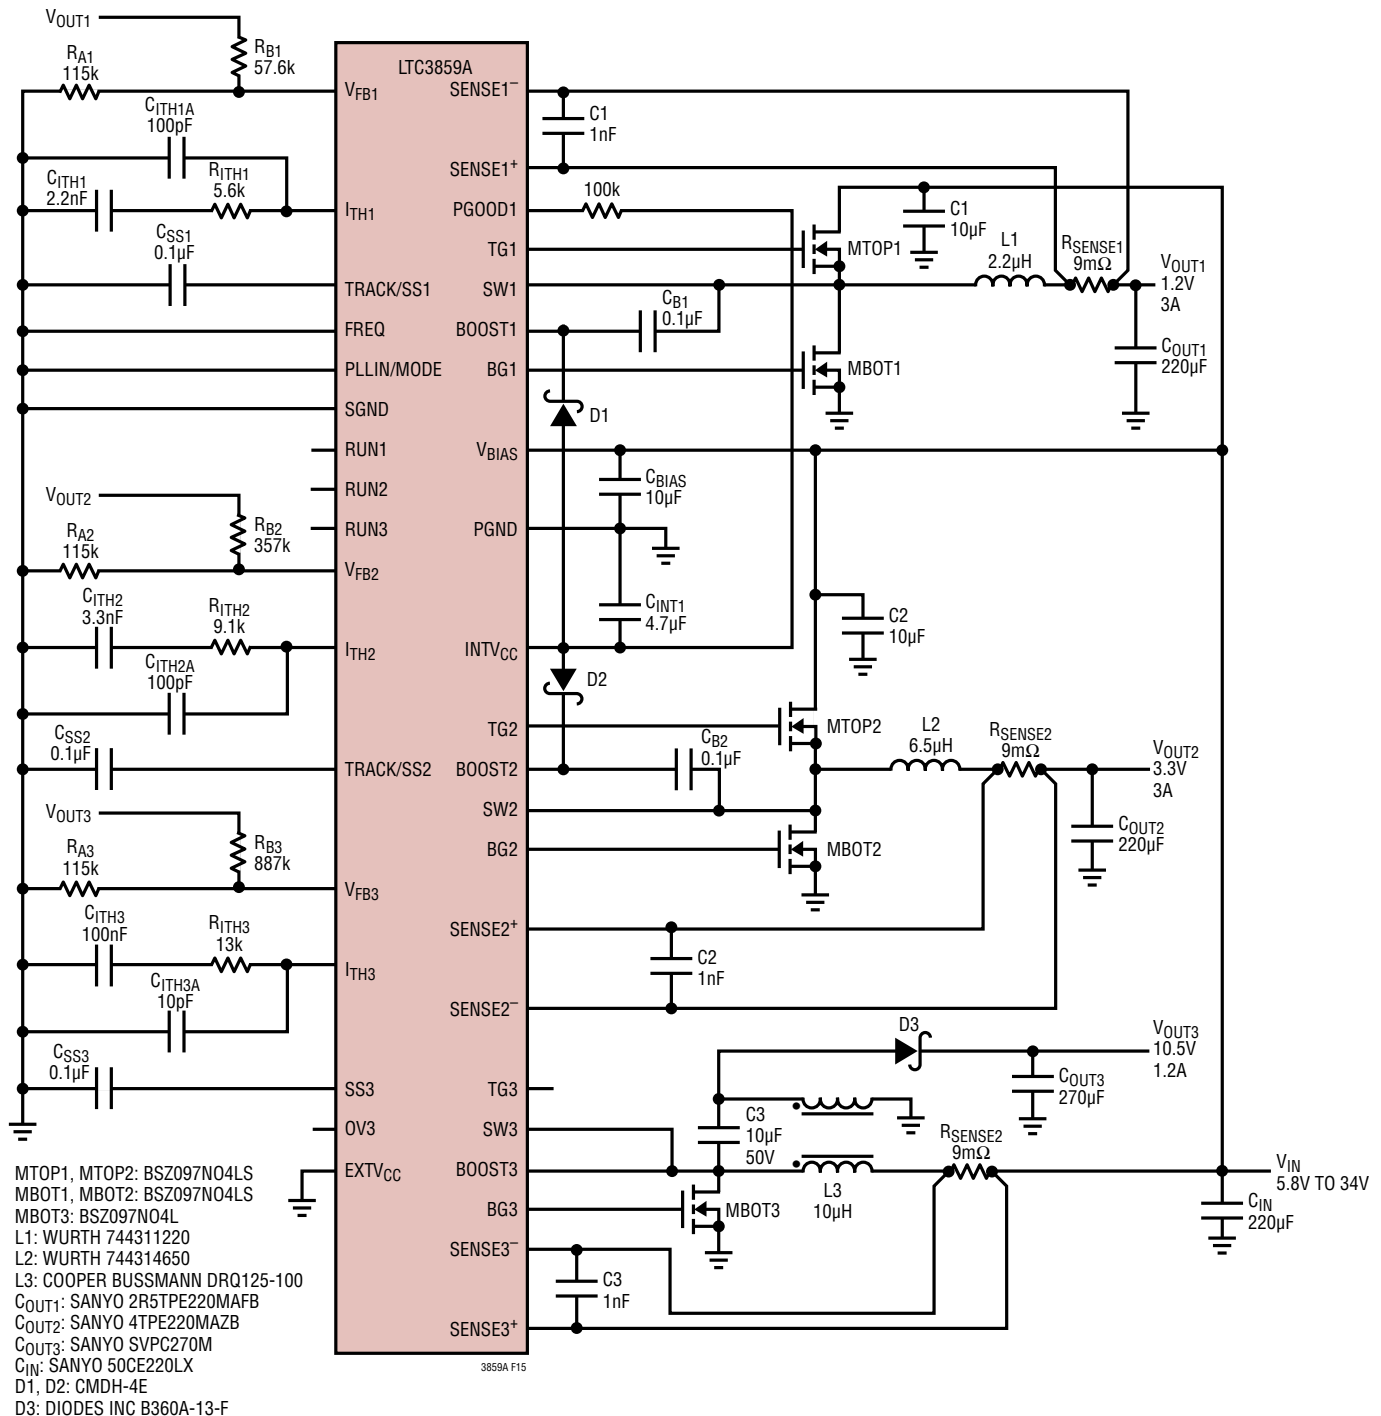 VOUT1
RA1
115k
RB1
57.6k
CITH1A
100pF
CITH1
2.2nF
RITH1
5.6k
CSS1
0.1µF
VOUT2
RA2
115k
RB2
357k
CITH2
3.3nF
RITH2
9.1k
CITH2A
100pF
CSS2
0.1µF
VOUT3
RA3
115k
RB3
887k
CITH3
100nF
RITH3
13k
CITH3A
10pF
CSS3
0.1µF
LTC3859A
VFB1
ITH1
TRACK/SS1
FREQ
PLLIN/MODE
SGND
RUN1
RUN2
RUN3
VFB2
ITH2
TRACK/SS2
VFB3
ITH3
SS3
OV3
EXTVCC
SENSE1–
SENSE1+
PGOOD1
TG1
SW1
BOOST1
BG1
VBIAS
PGND
INTVCC
TG2
BOOST2
SW2
BG2
SENSE2+
SENSE2–
TG3
SW3
BOOST3
BG3
SENSE3–
SENSE3+
C1
1nF
100k
MTOP1
C1
10µF
L1
2.2µH
RSENSE1
9mΩ
VOUT1
1.2V
3A
CB1
0.1µF
MBOT1
COUT1
220µF
D1
CBIAS
10µF
CINT1
4.7µF
C2
10µF
D2
MTOP2
L2
6.5µH
RSENSE2
9mΩ
VOUT2
3.3V
3A
CB2
0.1µF
MBOT2
COUT2
220µF
C2
1nF
D3
VOUT3
10.5V
1.2A
COUT3
270µF
C3
10µF
50V
RSENSE2
9mΩ
L3
10µH
VIN
5.8V TO 34V
CIN
220µF
MBOT3
C3
1nF
MTOP1, MTOP2: BSZ097NO4LS
MBOT1, MBOT2: BSZ097NO4LS
MBOT3: BSZ097NO4L
L1: WURTH 744311220
L2: WURTH 744314650
L3: COOPER BUSSMANN DRQ125-100
COUT1: SANYO 2R5TPE220MAFB
COUT2: SANYO 4TPE220MAZB
COUT3: SANYO SVPC270M
CIN: SANYO 50CE220LX
D1, D2: CMDH-4E
D3: DIODES INC B360A-13-F
3859A F15